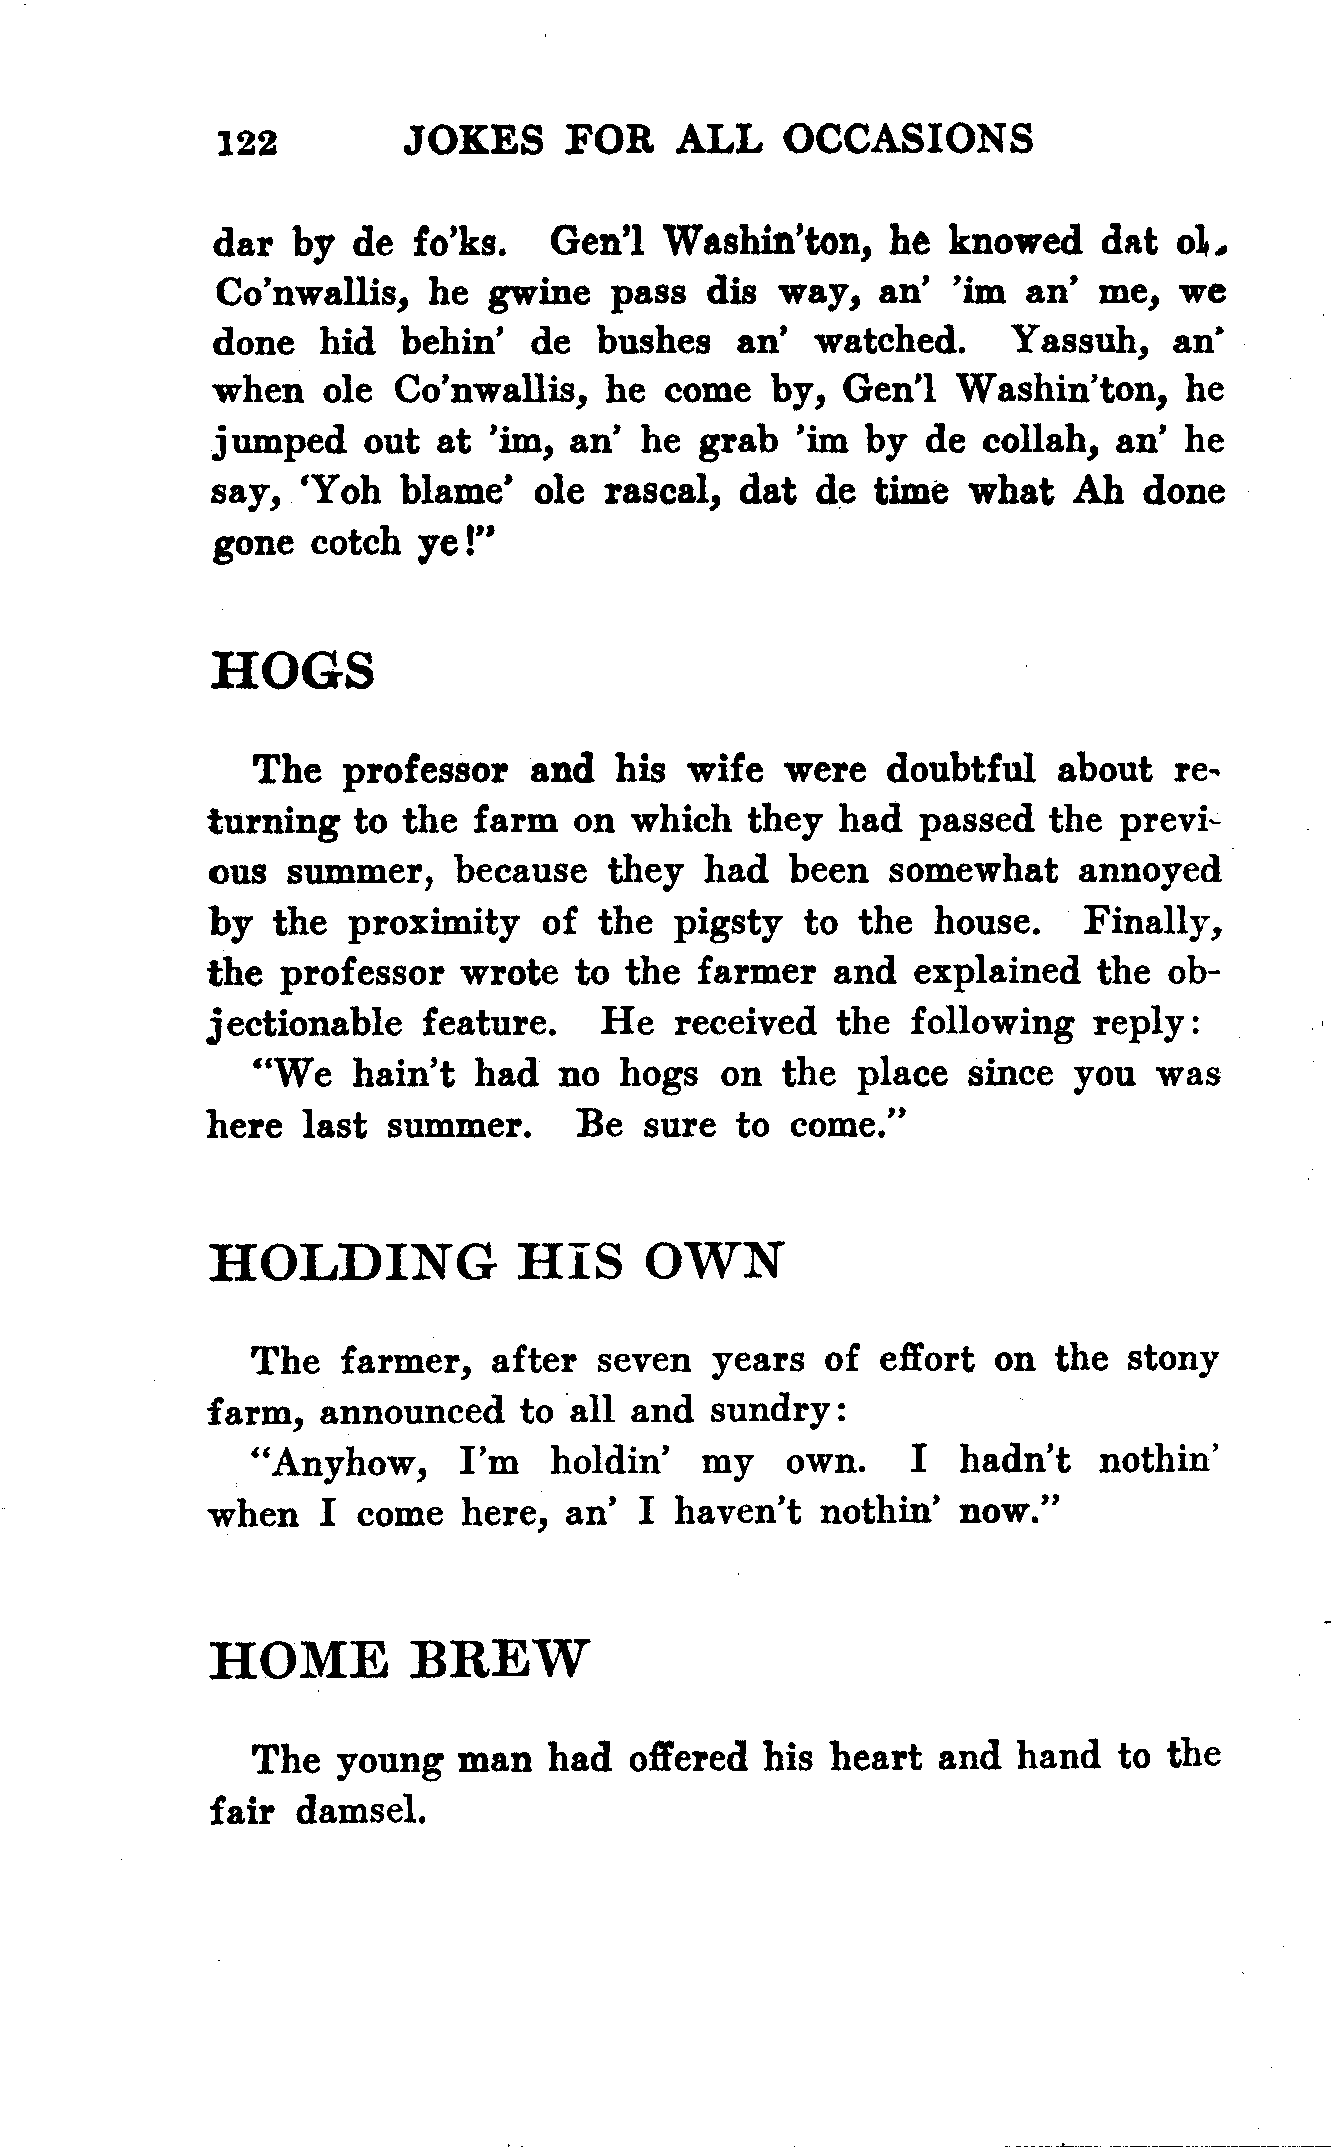 122 JOKES FOR ALL OCCASIONS
dar by de fo'ks. Gen'l Washin'ton, he knowed dat
Co'nwallis, he gwine pass dis way, an' 'im an' me, we
done hid behin' de bushes an' watched. Yassuh, an'
when ole Co'nwallis, he come by, Gen'l Washin'ton, he
jumped out at 'im, an' he grab 'im by de collah, an' he
say, 'Yoh blame' ole rascal, dat de time what Ah done
gone cotch ye!"
HOGS
The professor and his wife were doubtful about re-
turning to the farm on which they had passed the previ-
ous summer, because they had been somewhat annoyed
by the proximity of the pigsty to the house. Finally,
the professor wrote to the farmer and explained the ob-
jectionable feature. He received the following reply:
"We hain't had no hogs on the place since you was
here last summer. Be sure to come."
HOLDING HIS OWN
The farmer, after seven years of effort on the stony
farm, announced to all and sundry:
"Anyhow, I'm holdin' my own. I hadn't nothin'
when I come here, an' I haven't nothin' now."
HOME BREW
The young man had offered his heart and hand to the
fair damsel.